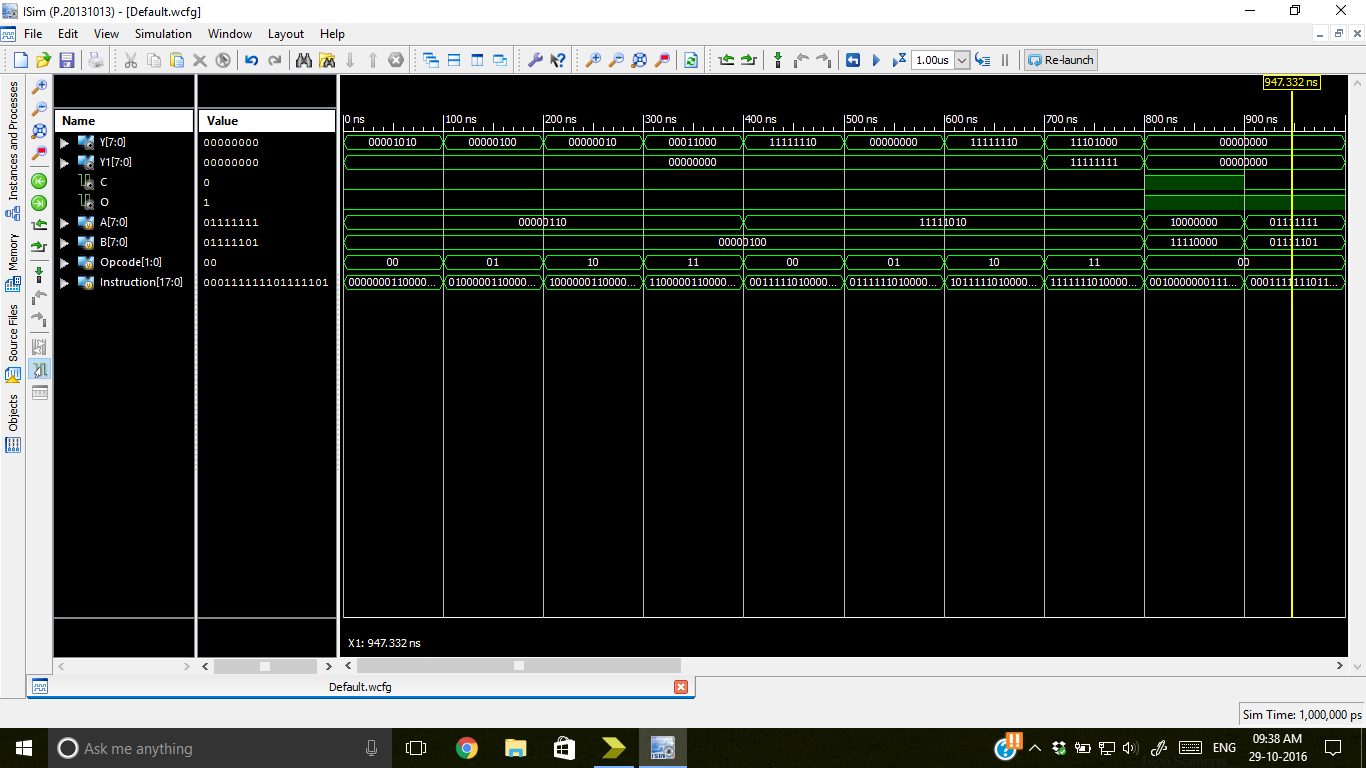 ISim (P.20131013) - [Default.wcfg]
File Edit View Simulation Window Layout Help
1.00us Re-launch
Instances and Processes
Memory
Source Files
Objects
947.332 ns
Name Value
0 ns 100 ns 200 ns 300 ns 400 ns 500 ns 600 ns 700 ns 800 ns 900 ns
Y[7:0] 00000000 00001010 00000100 00000010 00011000 11111110 00000000 11111110 11101000 00000000
Y1[7:0] 00000000 00000000 11111111 00000000
C 0
O 1
A[7:0] 01111111 00000110 11111010 10000000 01111111
B[7:0] 01111101 00000100 11110000 01111101
Opcode[1:0] 00 00 01 10 11 00 01 10 11 00
Instruction[17:0] 000111111101111101 0000000110000... 0100000110000... 1000000110000... 1100000110000... 0011111010000... 0111111010000... 1011111010000... 1111111010000... 0010000000111... 0001111111011...
X1: 947.332 ns
Default.wcfg
Sim Time: 1,000,000 ps
Ask me anything
ENG
09:38 AM
29-10-2016